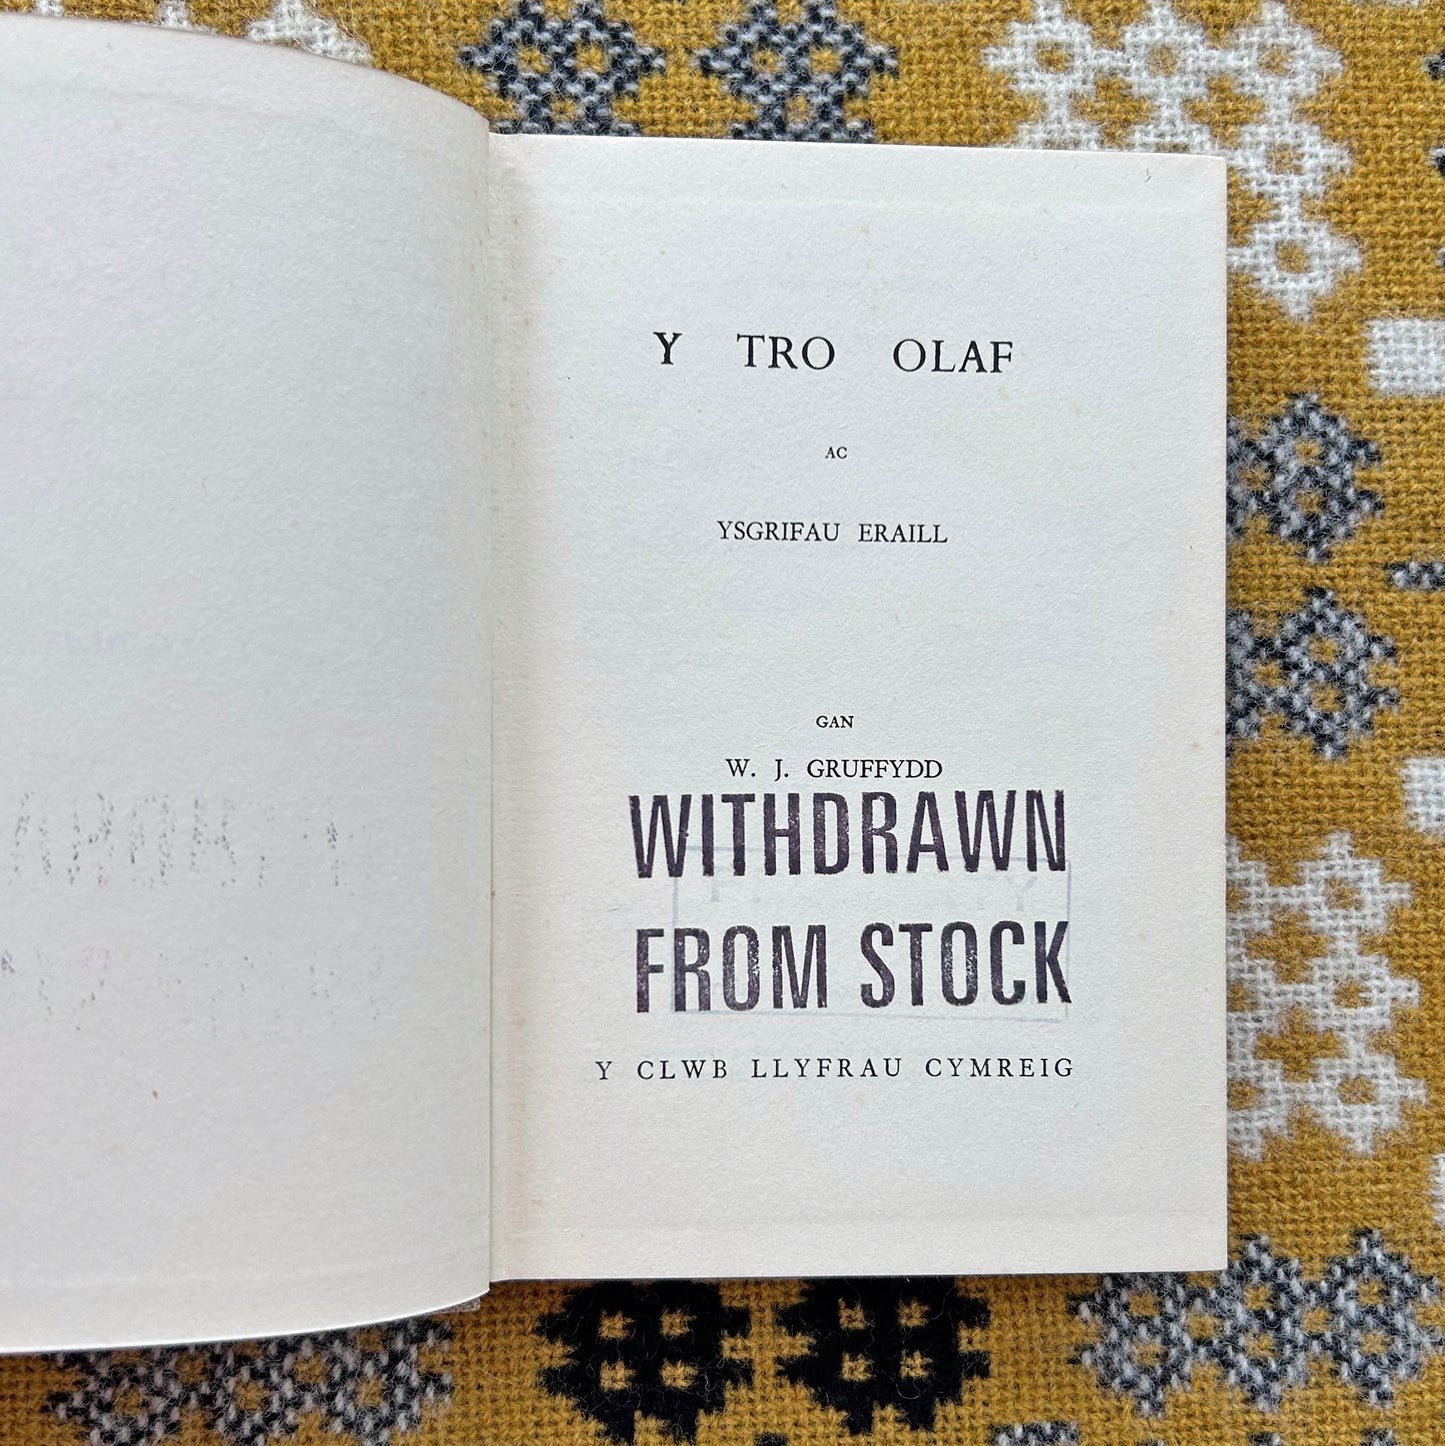 Y TRO OLAF
AC
YSGRIFAU ERAILL
GAN
W. J. GRUFFYDD
WITHDRAWN
FROM STOCK
Y CLWB LLYFRAU CYMREIG